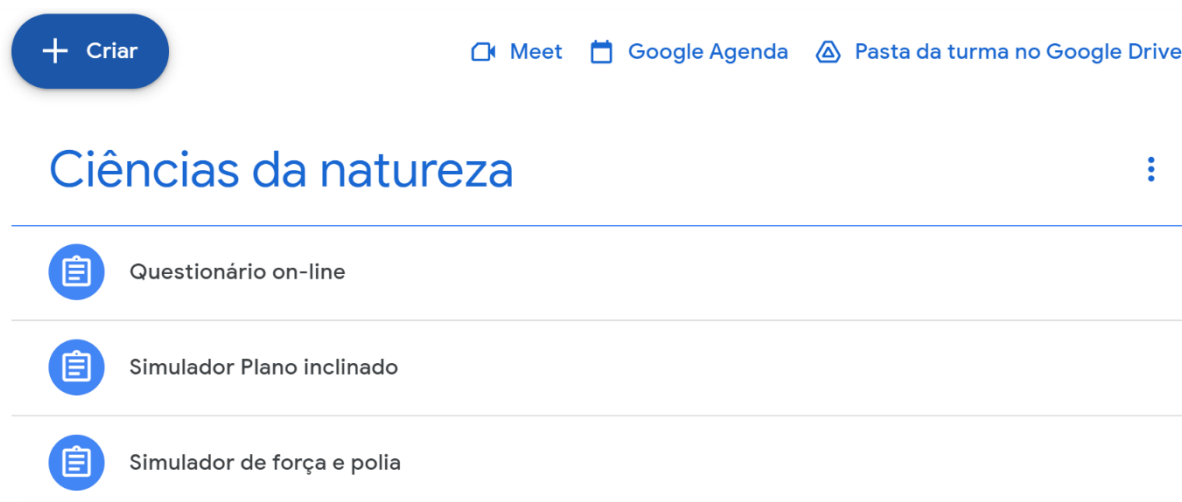 Criar
Meet Google Agenda Pasta da turma no Google Drive
Ciências da natureza
Questionário on-line
Simulador Plano inclinado
Simulador de força e polia